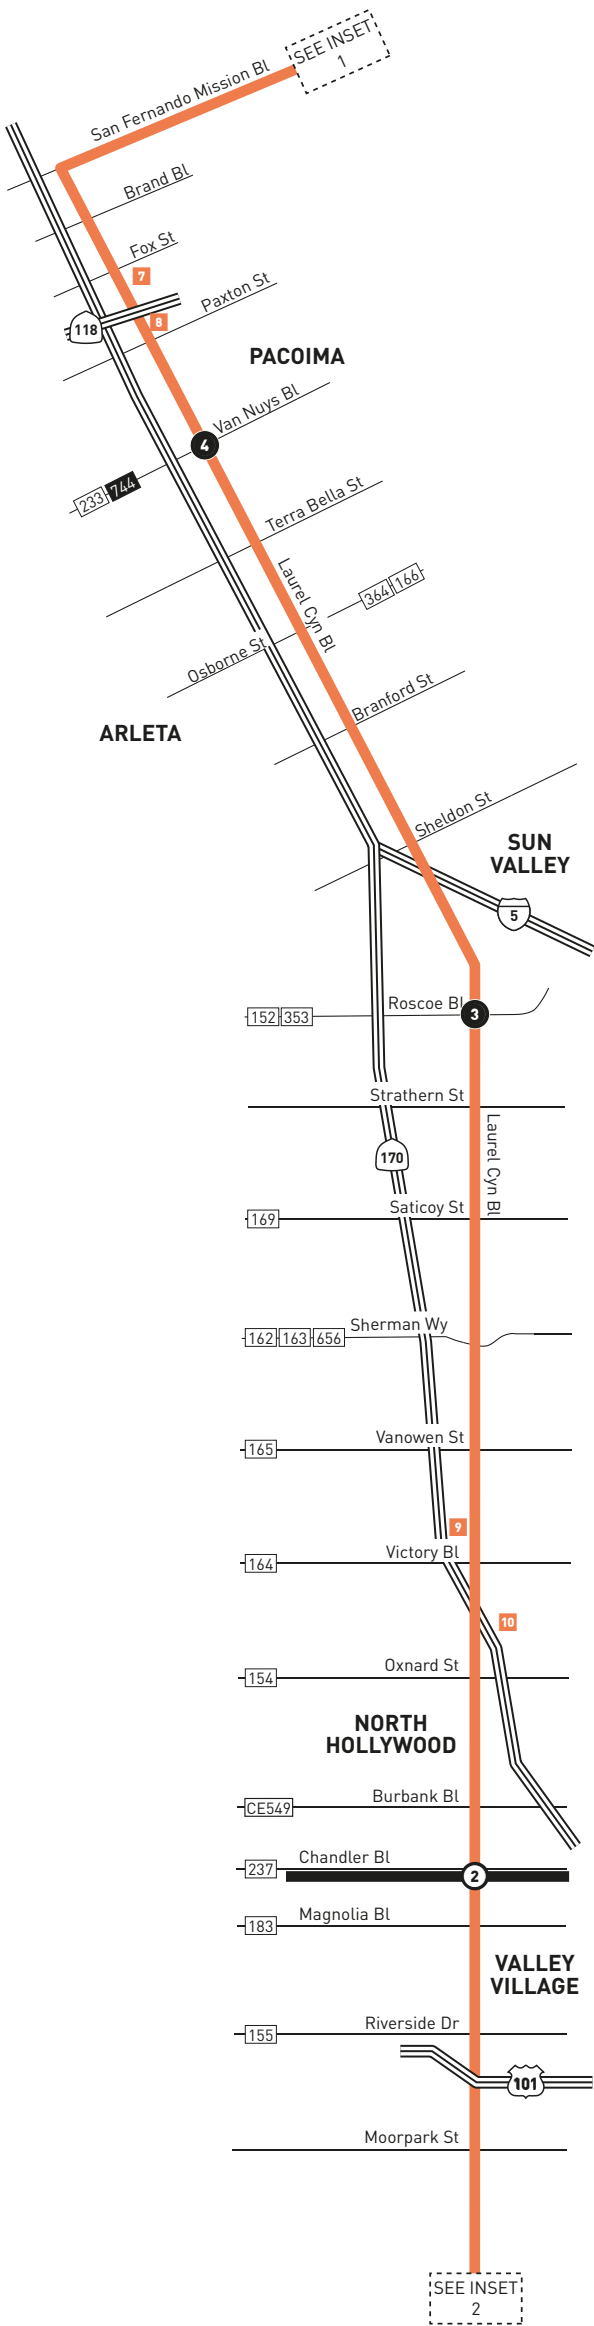 SEE INSET
1
San Fernando Mission Bl
Brand Bl
Fox St
7
Paxton St
8
118
PACOIMA
Van Nuys Bl
4
233
744
Terra Bella St
Laurel Cyn Bl
364
166
Osborne St
Branford St
ARLETA
Sheldon St
SUN
VALLEY
5
Roscoe Bl
152
353
3
Strathern St
Laurel Cyn Bl
170
Saticoy St
169
Sherman Wy
162
163
656
Vanowen St
165
9
Victory Bl
164
10
Oxnard St
154
NORTH
HOLLYWOOD
Burbank Bl
CE549
Chandler Bl
237
2
Magnolia Bl
183
VALLEY
VILLAGE
Riverside Dr
155
101
Moorpark St
SEE INSET
2